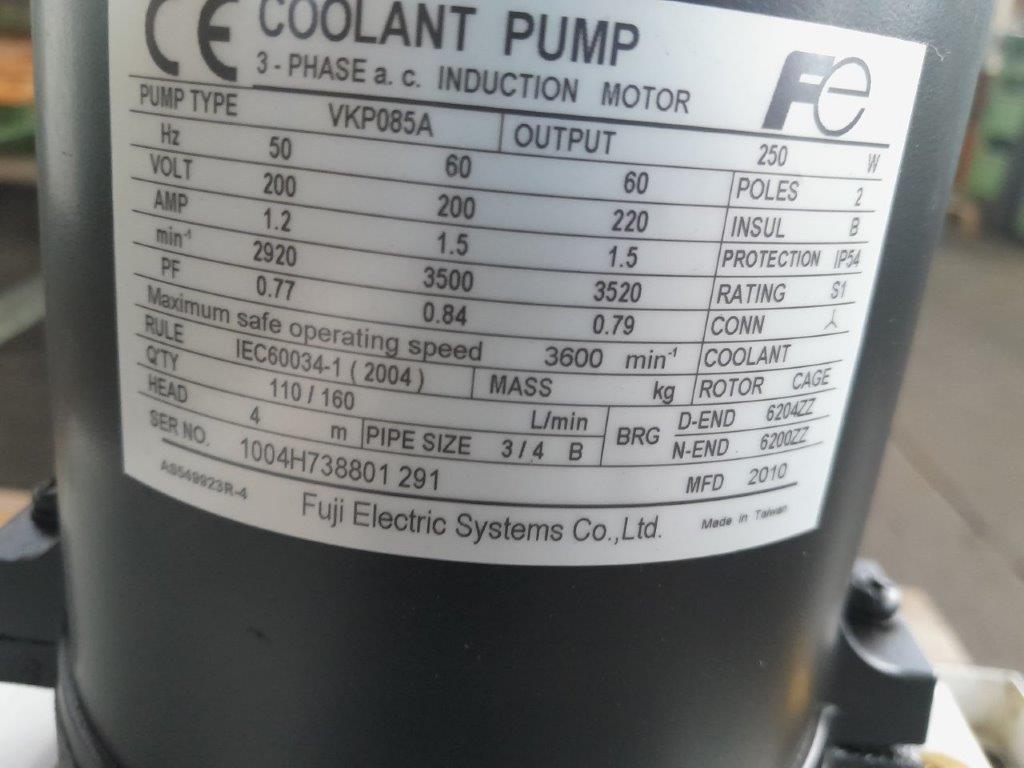 CE COOLANT PUMP
3 - PHASE a. c. INDUCTION MOTOR Fe
PUMP TYPE VKP085A OUTPUT 250 W
Hz 50 60 60 POLES 2
VOLT 200 200 220 INSUL B
AMP 1.2 1.5 1.5 PROTECTION IP54
min-¹ 2920 3500 3520 RATING S1
PF 0.77 0.84 0.79 CONN
Maximum safe operating speed 3600 min-¹ COOLANT
RULE IEC60034-1 ( 2004 ) MASS kg ROTOR CAGE
Q'TY 110 / 160 L/min BRG D-END 6204ZZ
HEAD 4 m PIPE SIZE 3 / 4 B N-END 6200ZZ
SER NO. 1004H738801 291 MFD 2010
AS549923R-4 Fuji Electric Systems Co.,Ltd. Made in Taiwan